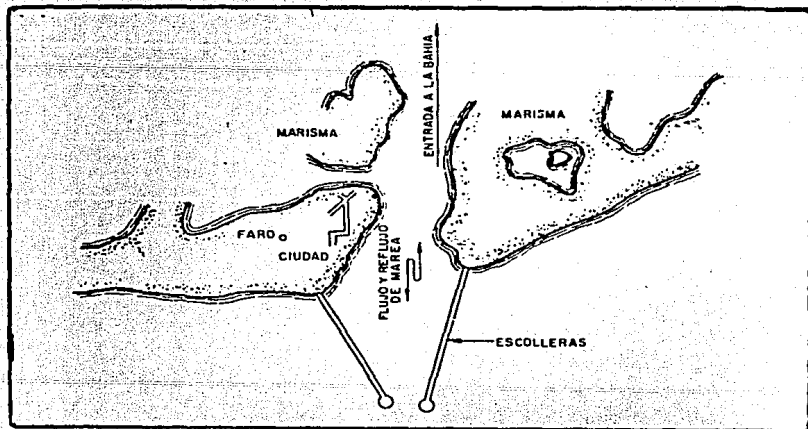 ENTRADA A LA BAHIA
MARISMA
MARISMA
FARO
CIUDAD
FLUJO Y REFLUJO
DE MAREA
ESCOLLERAS